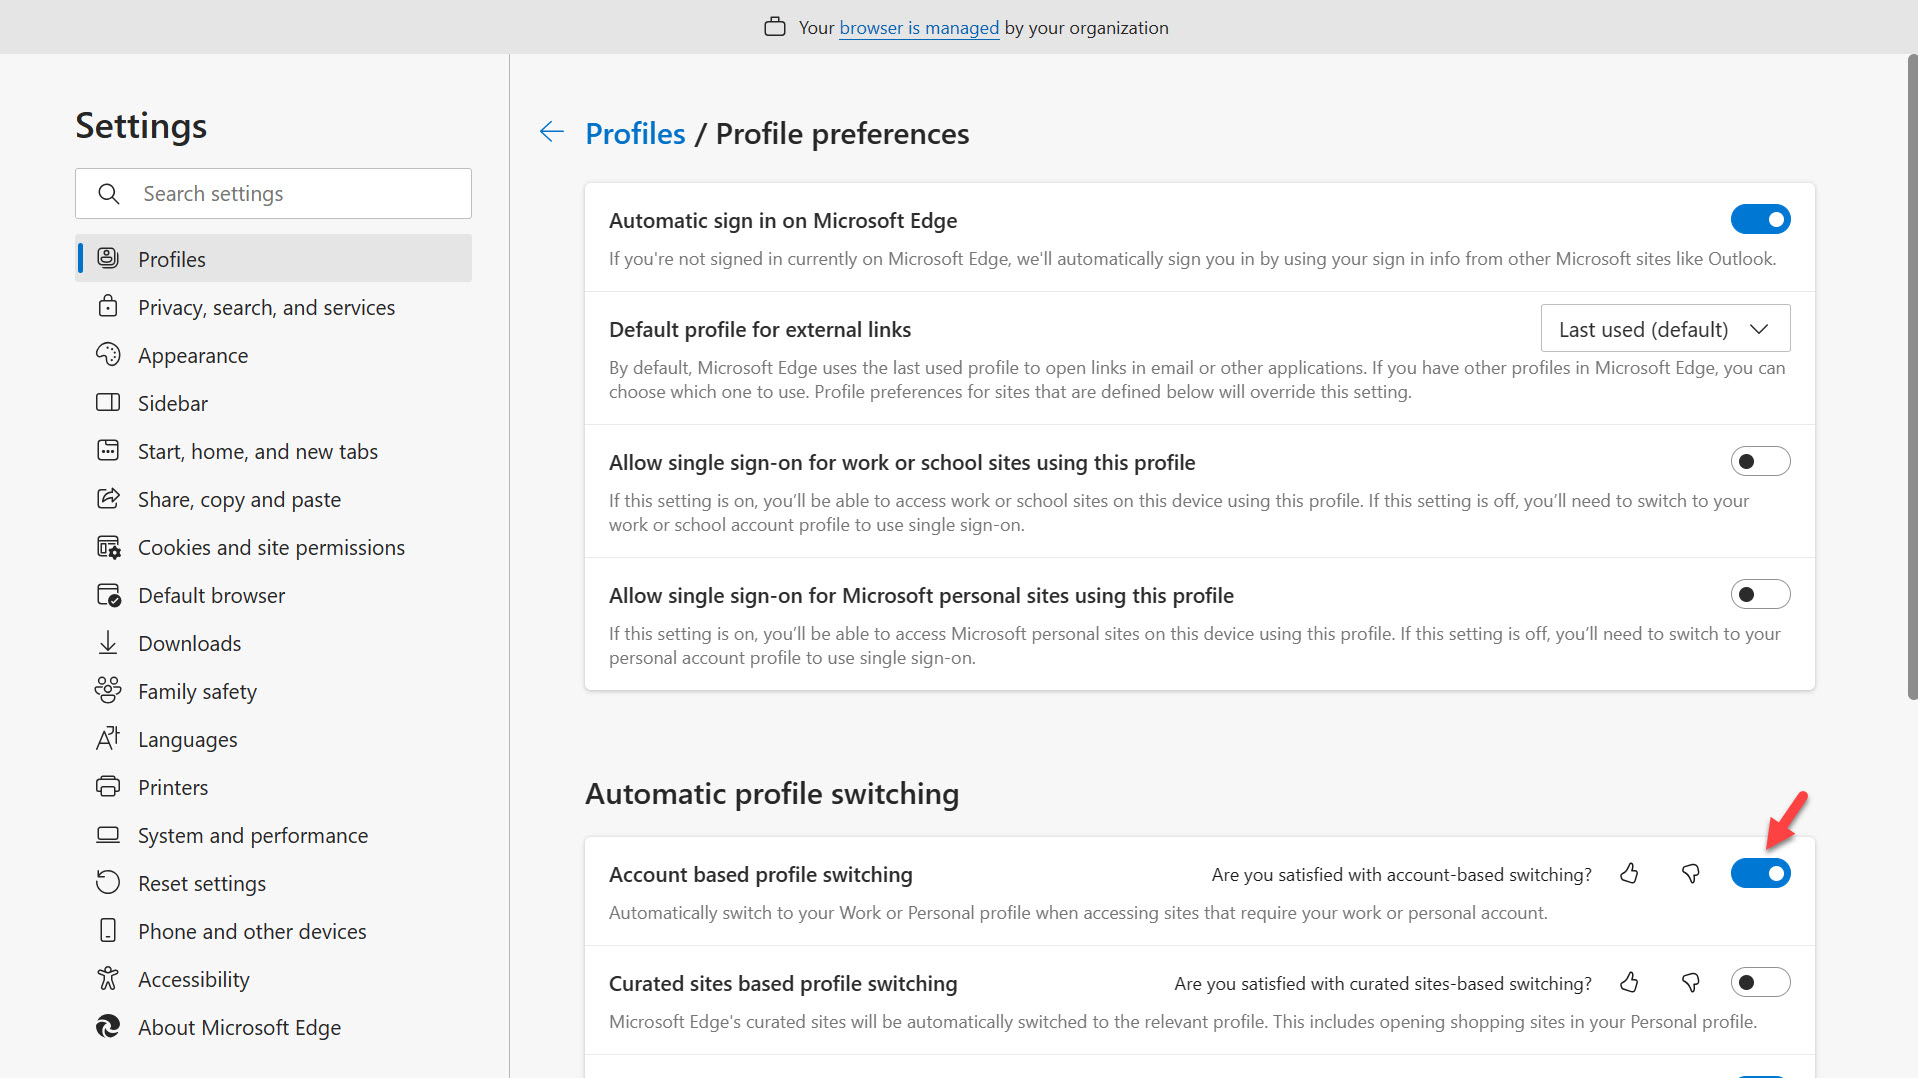 Your browser is managed by your organization
Settings
Search settings
Profiles
Privacy, search, and services
Appearance
Sidebar
Start, home, and new tabs
Share, copy and paste
Cookies and site permissions
Default browser
Downloads
Family safety
Languages
Printers
System and performance
Reset settings
Phone and other devices
Accessibility
About Microsoft Edge
Profiles / Profile preferences
Automatic sign in on Microsoft Edge
If you're not signed in currently on Microsoft Edge, we'll automatically sign you in by using your sign in info from other Microsoft sites like Outlook.
Default profile for external links
Last used (default)
By default, Microsoft Edge uses the last used profile to open links in email or other applications. If you have other profiles in Microsoft Edge, you can
choose which one to use. Profile preferences for sites that are defined below will override this setting.
Allow single sign-on for work or school sites using this profile
If this setting is on, you’ll be able to access work or school sites on this device using this profile. If this setting is off, you’ll need to switch to your
work or school account profile to use single sign-on.
Allow single sign-on for Microsoft personal sites using this profile
If this setting is on, you’ll be able to access Microsoft personal sites on this device using this profile. If this setting is off, you’ll need to switch to your
personal account profile to use single sign-on.
Automatic profile switching
Account based profile switching
Are you satisfied with account-based switching?
Automatically switch to your Work or Personal profile when accessing sites that require your work or personal account.
Curated sites based profile switching
Are you satisfied with curated sites-based switching?
Microsoft Edge's curated sites will be automatically switched to the relevant profile. This includes opening shopping sites in your Personal profile.